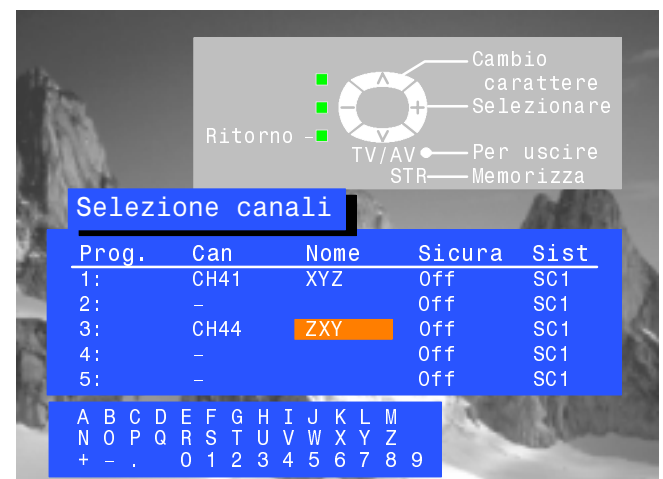 Cambio
carattere
Selezionare
Ritorno
TV/AV Per uscire
STR Memorizza
Selezione canali
Prog. Can Nome Sicura Sist
1: CH41 XYZ Off SC1
2: – Off SC1
3: CH44 ZXY Off SC1
4: – Off SC1
5: – Off SC1
A B C D E F G H I J K L M
N O P Q R S T U V W X Y Z
+ – . 0 1 2 3 4 5 6 7 8 9